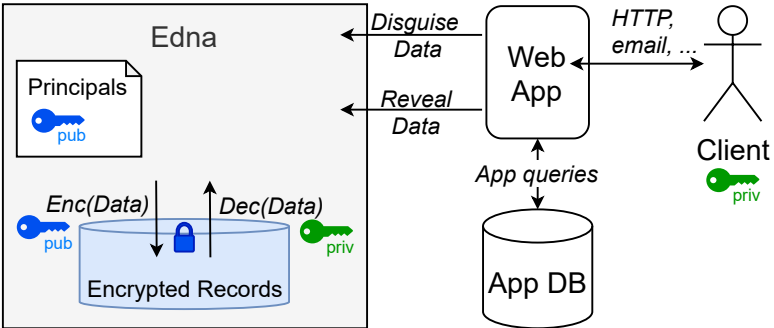 Edna
Principals
pub
Enc(Data)
Dec(Data)
pub
priv
Encrypted Records
Disguise
Data
Reveal
Data
Web
App
HTTP,
email, ...
App queries
App DB
Client
priv